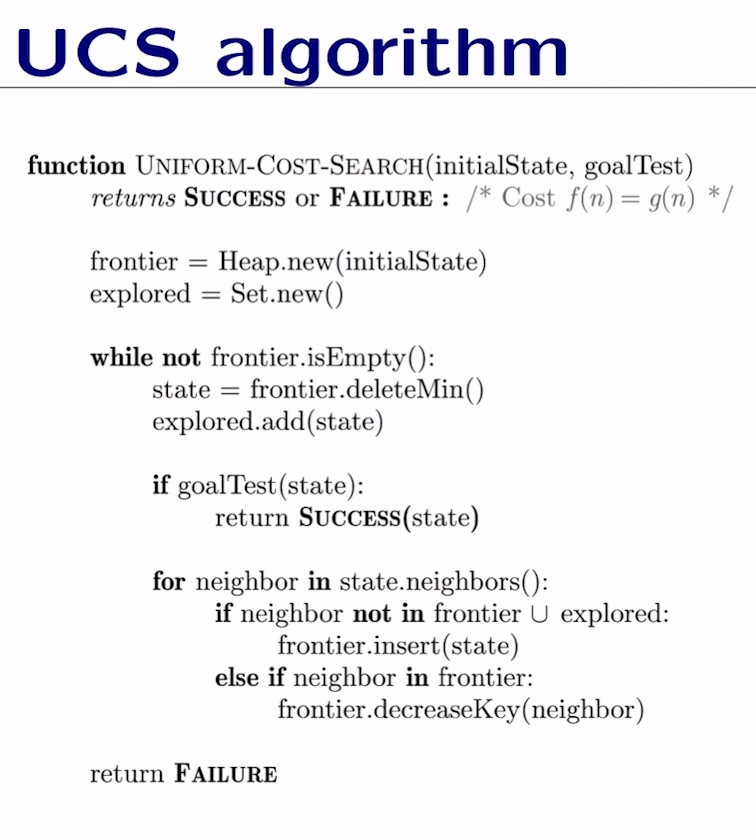 UCS algorithm
function UNIFORM-COST-SEARCH(initialState, goalTest)
returns SUCCESS or FAILURE : /* Cost f(n) = g(n) */
frontier = Heap.new(initialState)
explored = Set.new()
while not frontier.isEmpty():
state = frontier.deleteMin()
explored.add(state)
if goalTest(state):
return SUCCESS(state)
for neighbor in state.neighbors():
if neighbor not in frontier ∪ explored:
frontier.insert(state)
else if neighbor in frontier:
frontier.decreaseKey(neighbor)
return FAILURE